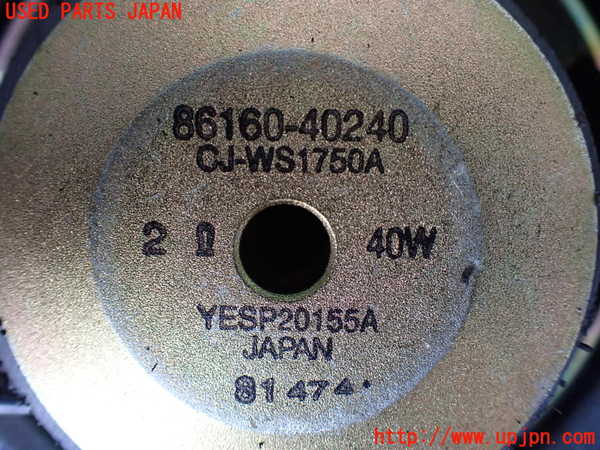 USED PARTS JAPAN
86160-40240
CJ-WS1750A
2 Ω 40W
YESP20155A
JAPAN
81474
http://www.upjpn.com/